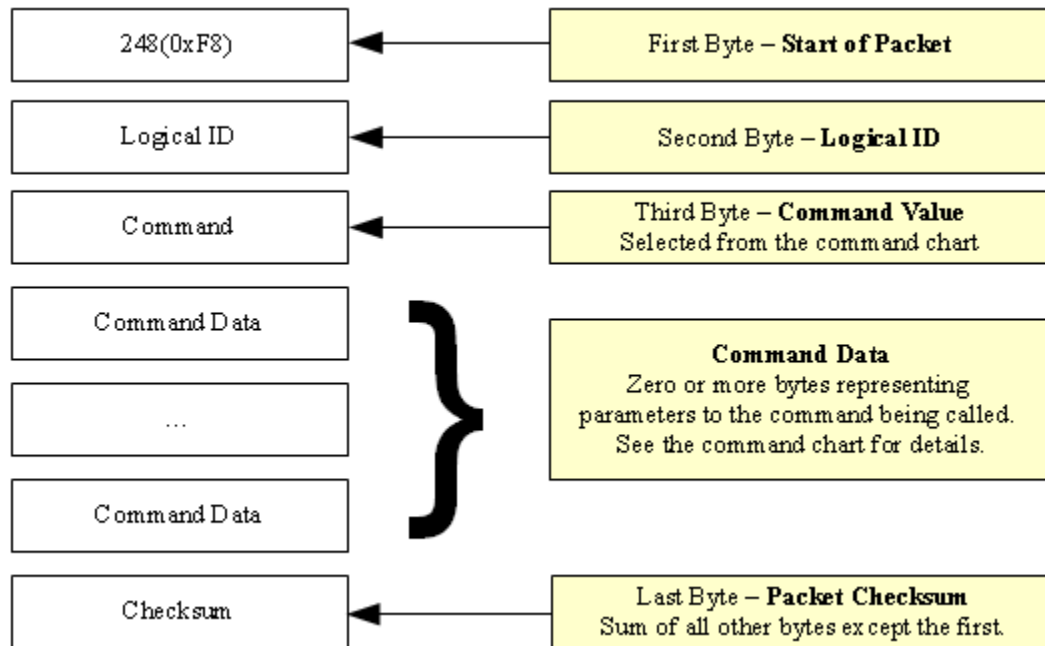 248(0xF8)
First Byte – Start of Packet
Logical ID
Second Byte – Logical ID
Command
Third Byte – Command Value
Selected from the command chart
Command Data
...
Command Data
Command Data
Zero or more bytes representing
parameters to the command being called.
See the command chart for details.
Checksum
Last Byte – Packet Checksum
Sum of all other bytes except the first.